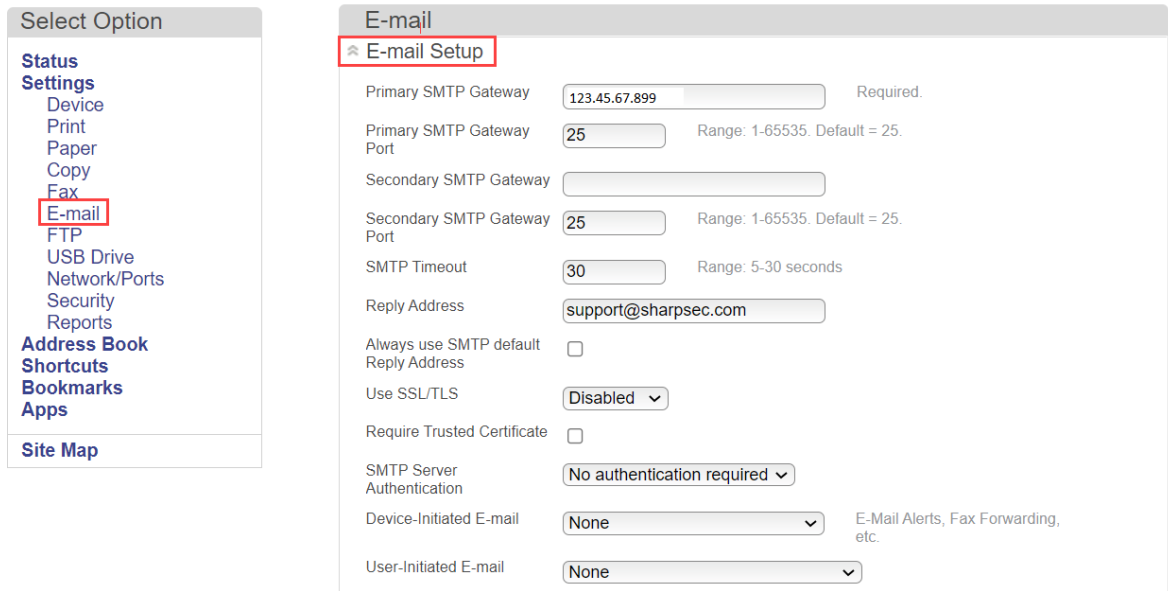 Select Option
Status
Settings
Device
Print
Paper
Copy
Fax
E-mail
FTP
USB Drive
Network/Ports
Security
Reports
Address Book
Shortcuts
Bookmarks
Apps
Site Map
E-mail
E-mail Setup
Primary SMTP Gateway 123.45.67.899 Required.
Primary SMTP Gateway
Port 25 Range: 1-65535. Default = 25.
Secondary SMTP Gateway
Secondary SMTP Gateway
Port 25 Range: 1-65535. Default = 25.
SMTP Timeout 30 Range: 5-30 seconds
Reply Address support@sharpsec.com
Always use SMTP default
Reply Address
Use SSL/TLS Disabled
Require Trusted Certificate
SMTP Server
Authentication No authentication required
Device-Initiated E-mail None E-Mail Alerts, Fax Forwarding,
etc.
User-Initiated E-mail None